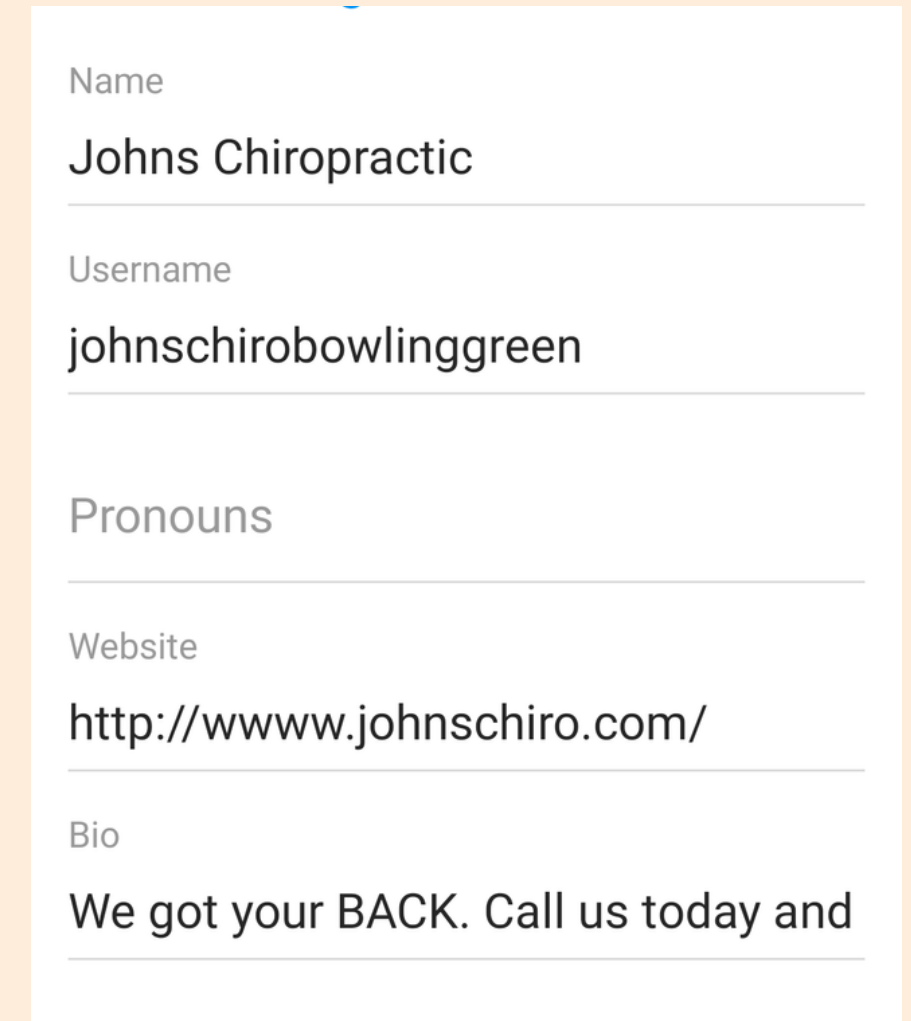 Name
Johns Chiropractic
Username
johnschirobowlinggreen
Pronouns
Website
http://wwww.johnschiro.com/
Bio
We got your BACK. Call us today and